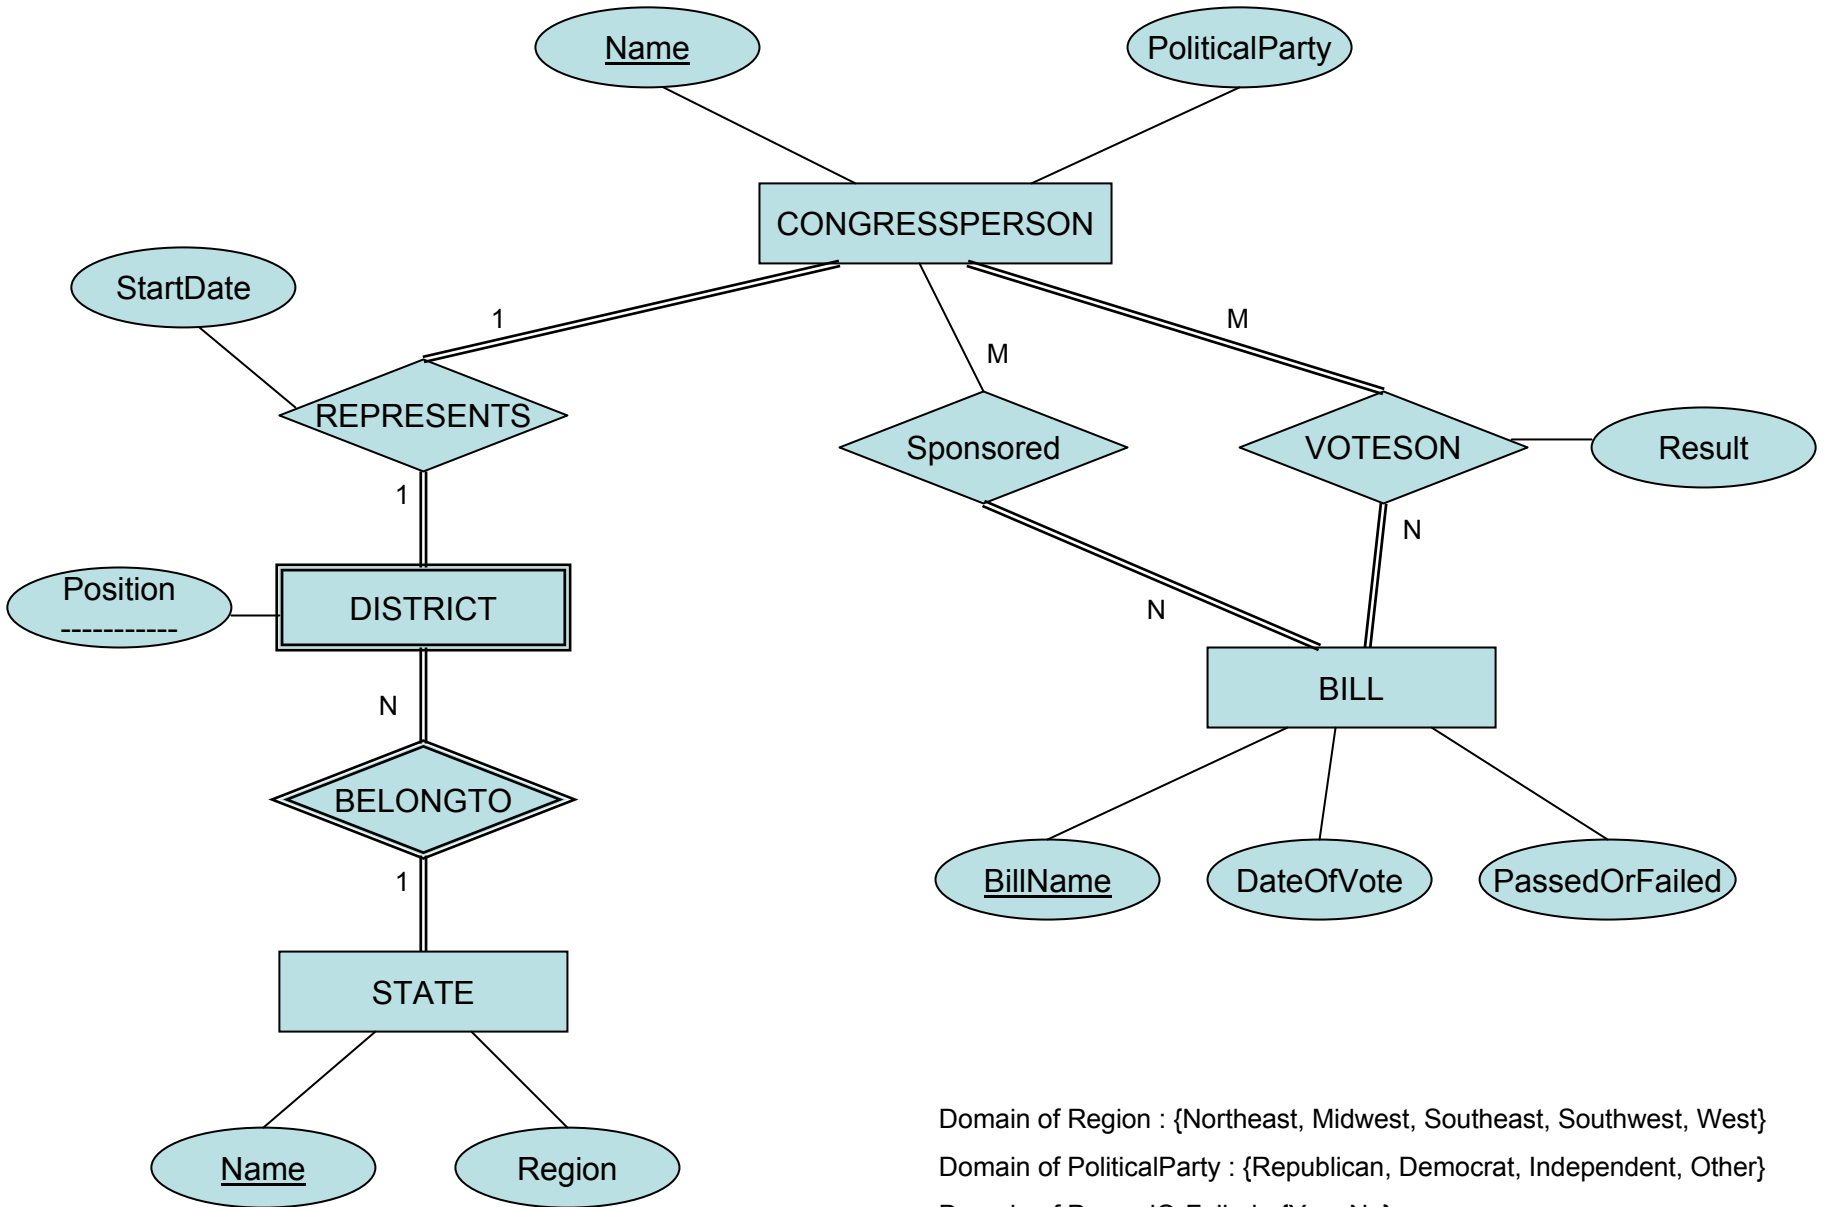 Name
PoliticalParty
CONGRESSPERSON
StartDate
1
M
M
REPRESENTS
Sponsored
VOTESON
Result
1
N
Position
-----------
DISTRICT
N
N
BILL
BELONGTO
1
BillName
DateOfVote
PassedOrFailed
STATE
Domain of Region : {Northeast, Midwest, Southeast, Southwest, West}
Name
Region
Domain of PoliticalParty : {Republican, Democrat, Independent, Other}